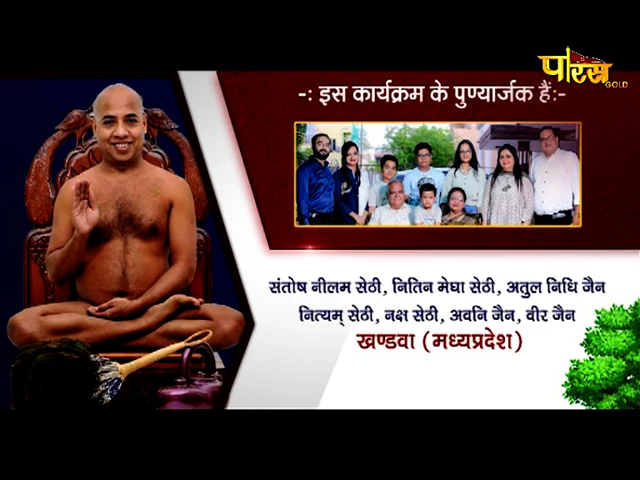 पारस
GOLD
-: इस कार्यक्रम के पुण्यार्जक हैं:-
संतोष नीलम सेठी, नितिन मेघा सेठी, अतुल निधि जैन
नित्यम् सेठी, नक्ष सेठी, अवनि जैन, वीर जैन
खण्डवा (मध्यप्रदेश)